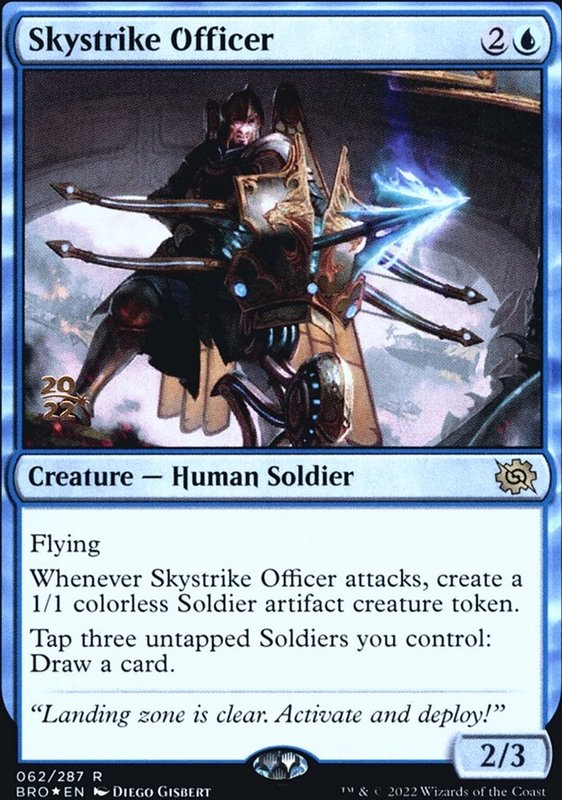 Skystrike Officer 2
20
22
Creature — Human Soldier
Flying
Whenever Skystrike Officer attacks, create a
1/1 colorless Soldier artifact creature token.
Tap three untapped Soldiers you control:
Draw a card.
“Landing zone is clear. Activate and deploy!”
2/3
062/287 R
BRO★EN Diego Gisbert
™ & © 2022 Wizards of the Coast